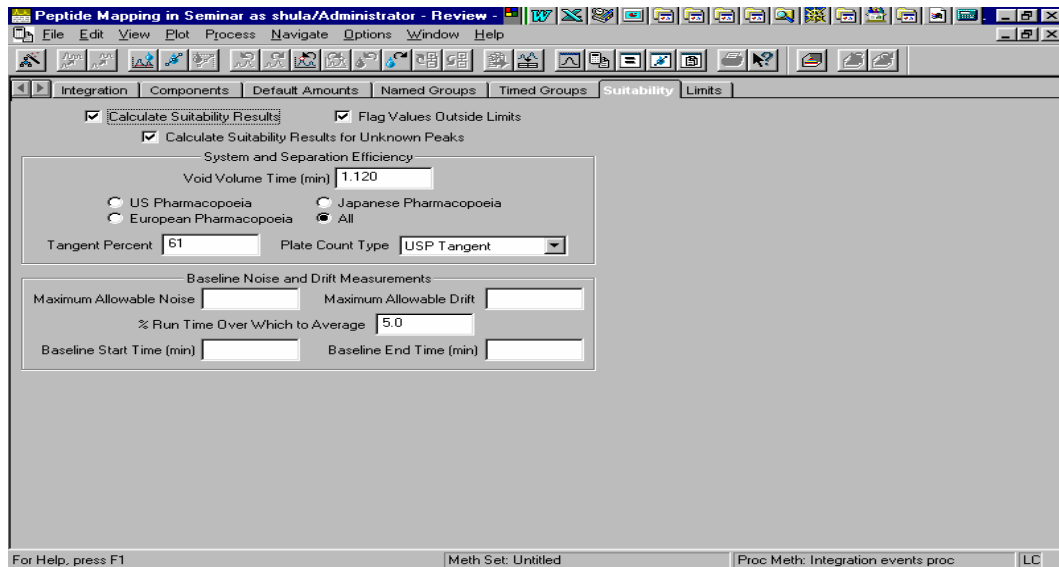 Peptide Mapping in Seminar as shula/Administrator - Review -
File Edit View Plot Process Navigate Options Window Help
Integration Components Default Amounts Named Groups Timed Groups Suitability Limits
Calculate Suitability Results Flag Values Outside Limits
Calculate Suitability Results for Unknown Peaks
System and Separation Efficiency
Void Volume Time (min) 1.120
US Pharmacopoeia Japanese Pharmacopoeia
European Pharmacopoeia All
Tangent Percent 61 Plate Count Type USP Tangent
Baseline Noise and Drift Measurements
Maximum Allowable Noise Maximum Allowable Drift
% Run Time Over Which to Average 5.0
Baseline Start Time (min) Baseline End Time (min)
For Help, press F1 Meth Set: Untitled Proc Meth: Integration events proc LC